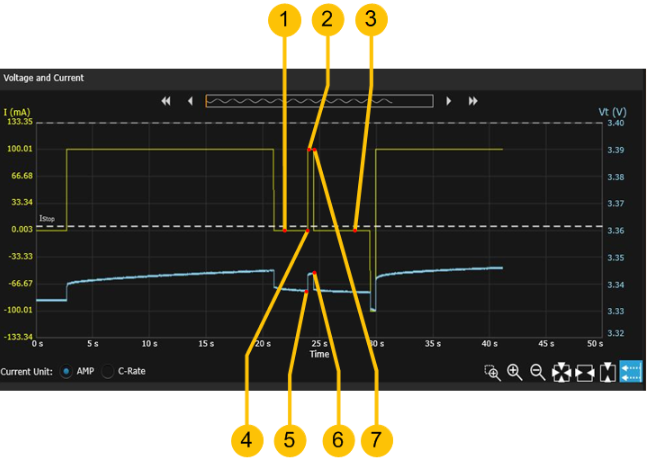 1 2 3
Voltage and Current
I (mA) Vt (V)
133.35 3.40
100.01 3.39
3.38
66.68
3.37
33.34
IStop
0.003 3.36
3.35
-33.33
3.34
-66.67
-100.01 3.33
-133.34 3.32
0 s 5 s 10 s 15 s 20 s 25 s 30 s 35 s 40 s 45 s 50 s
Time
Current Unit: AMP C-Rate
4 5 6 7